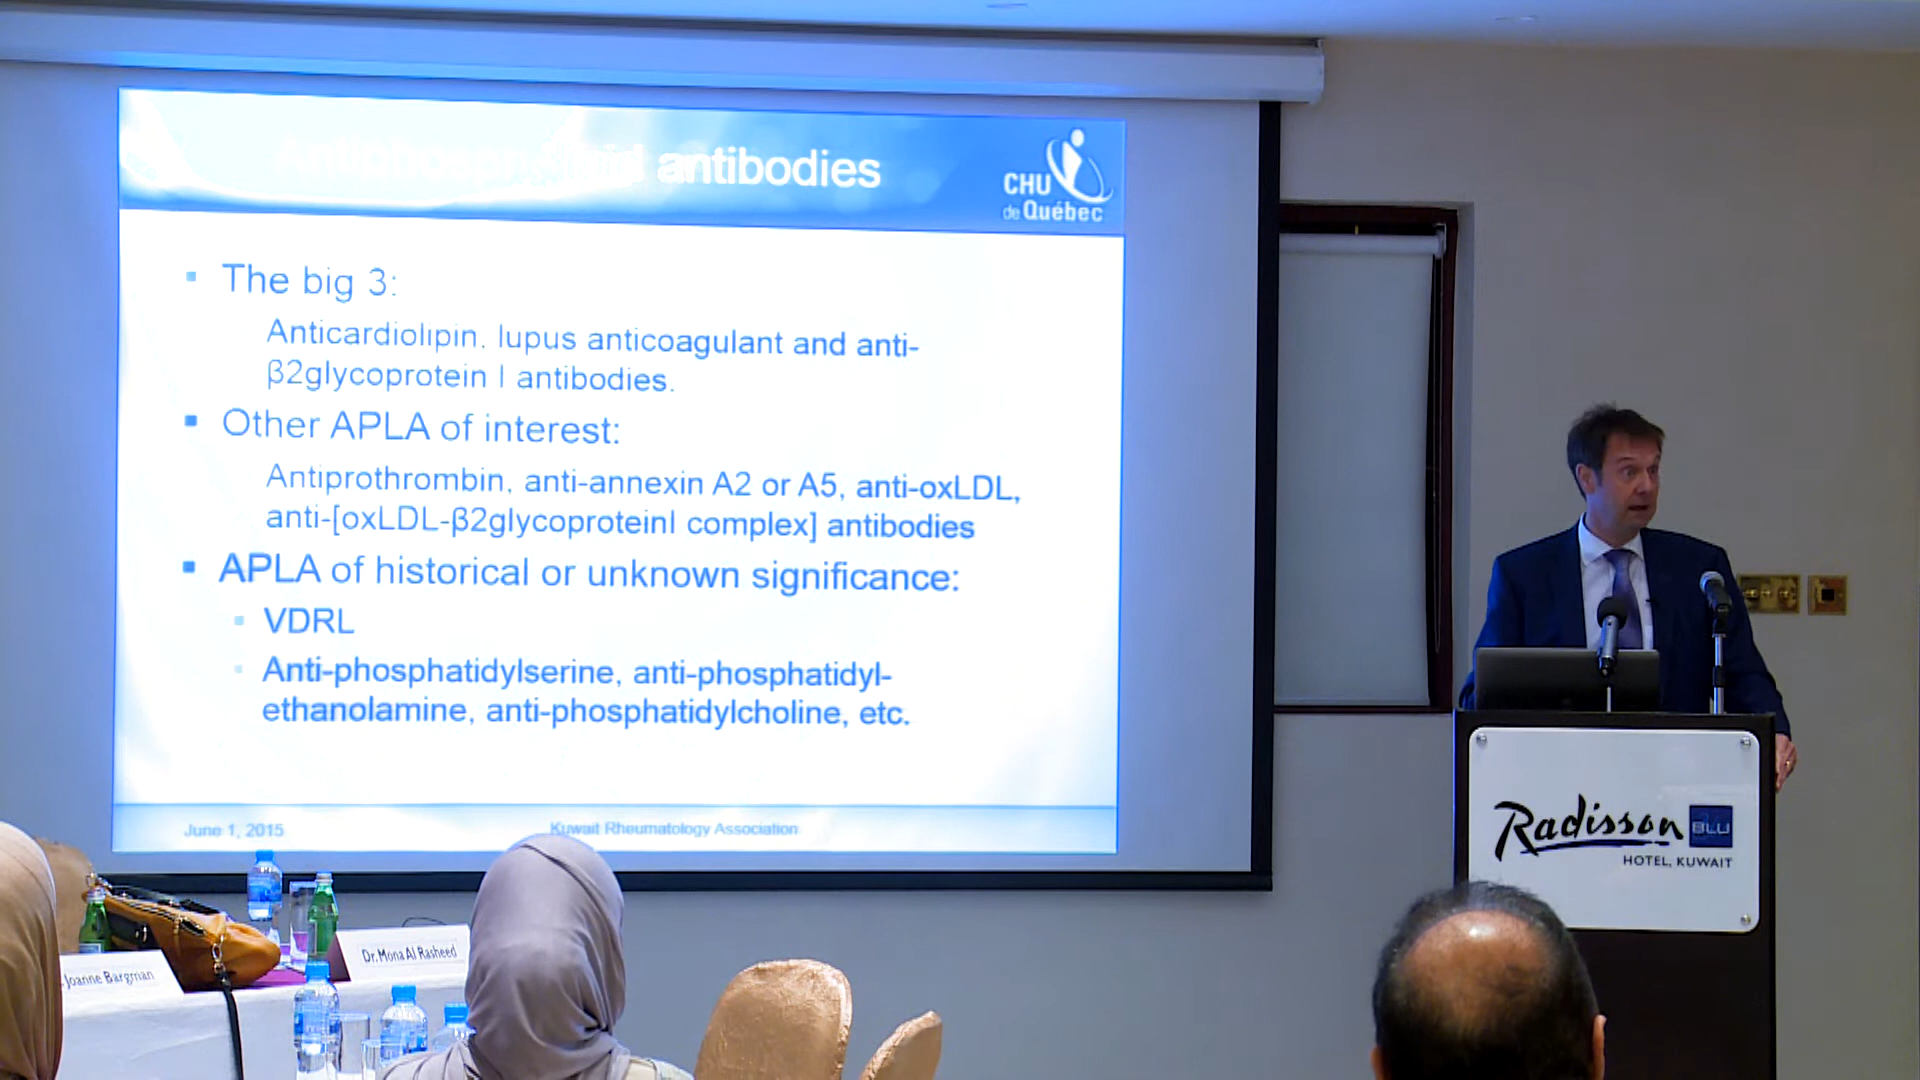 Antiphospholipid antibodies
CHU
de Québec
The big 3:
Anticardiolipin, lupus anticoagulant and anti-
β2glycoprotein I antibodies.
Other APLA of interest:
Antiprothrombin, anti-annexin A2 or A5, anti-oxLDL,
anti-[oxLDL-β2glycoproteinI complex] antibodies
APLA of historical or unknown significance:
VDRL
Anti-phosphatidylserine, anti-phosphatidyl-
ethanolamine, anti-phosphatidylcholine, etc.
June 1, 2015
Kuwait Rheumatology Association
Joanne Bargman
Dr. Mona Al Rasheed
Radisson
BLU
HOTEL, KUWAIT